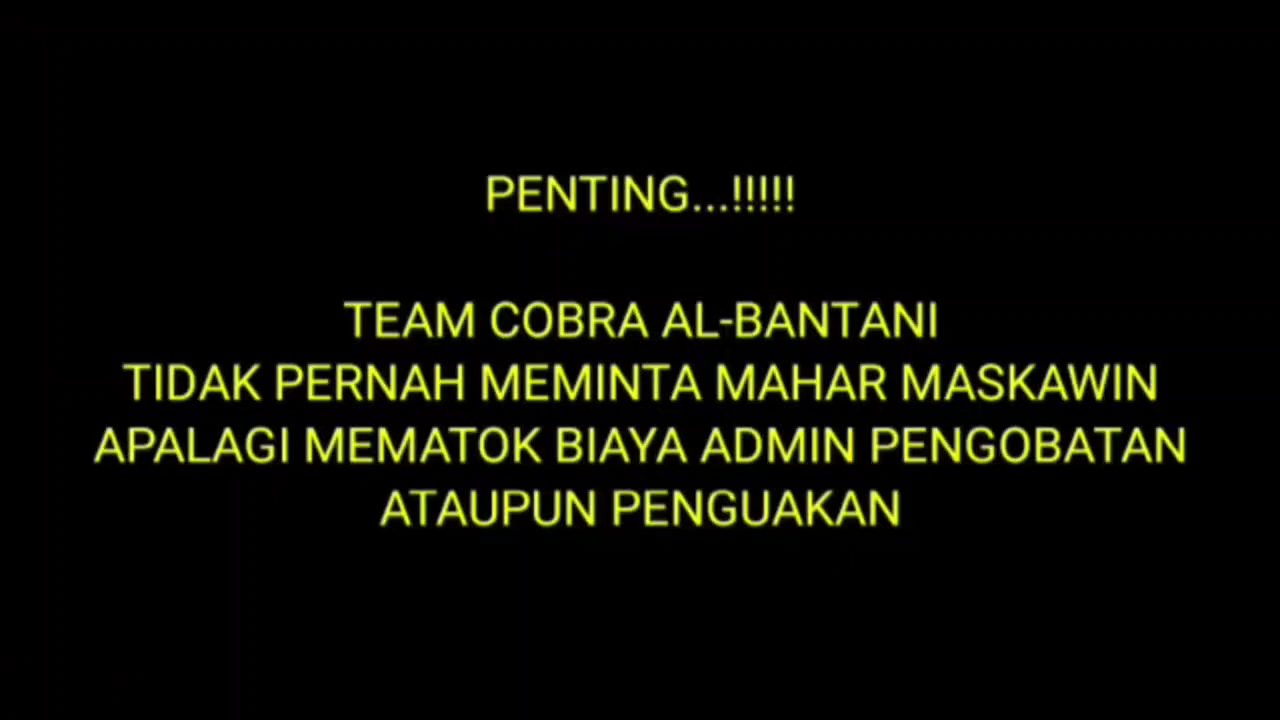 PENTING...!!!!!
TEAM COBRA AL-BANTANI
TIDAK PERNAH MEMINTA MAHAR MASKAWIN
APALAGI MEMATOK BIAYA ADMIN PENGOBATAN
ATAUPUN PENGUAKAN